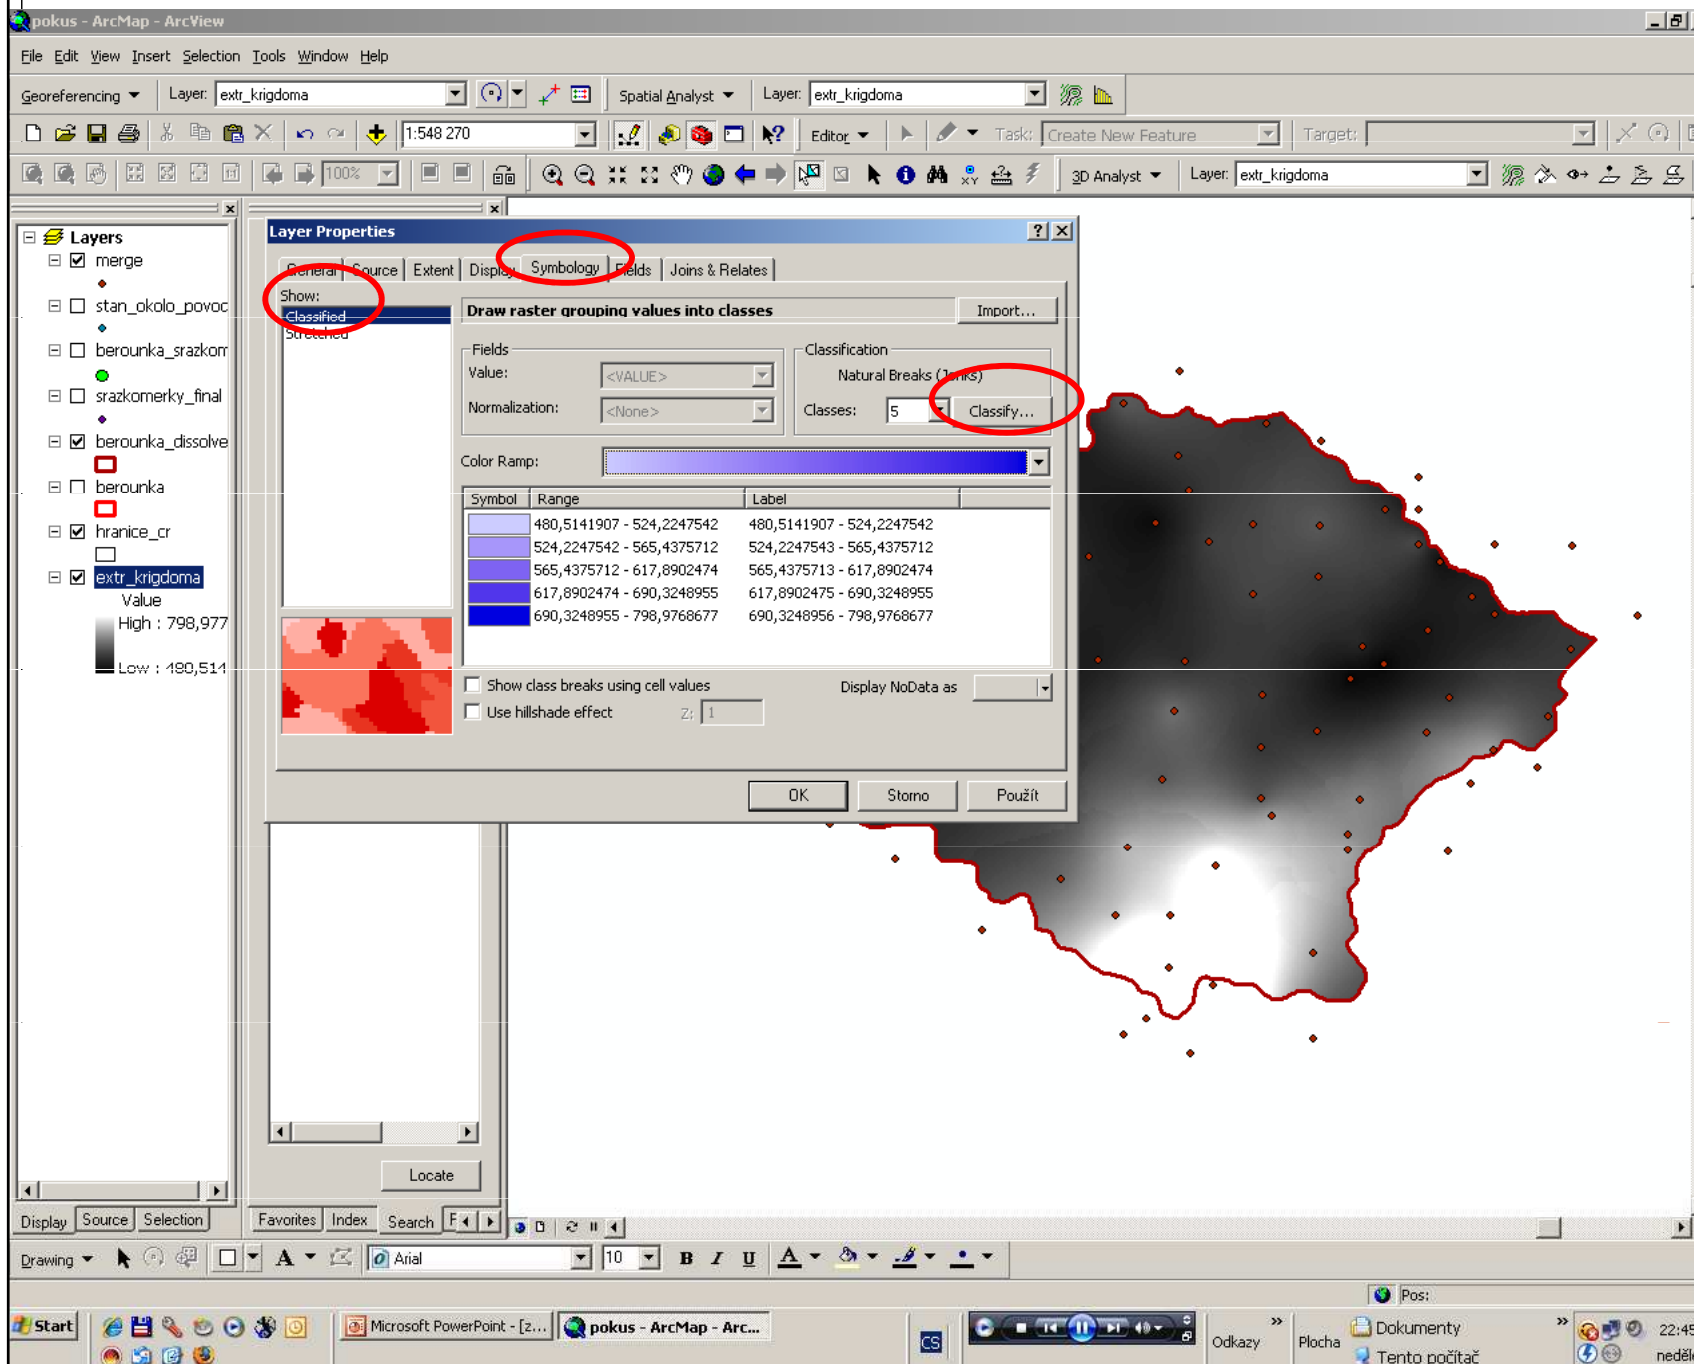 pokus - ArcMap - ArcView
File Edit View Insert Selection Tools Window Help
Georeferencing Layer: extr_krigdoma Spatial Analyst Layer: extr_krigdoma
1:548 270 Editor Task: Create New Feature Target:
100% 3D Analyst Layer: extr_krigdoma
Layers
merge
stan_okolo_povoc
berounka_srazkom
srazkomerky_final
berounka_dissolve
berounka
hranice_cr
extr_krigdoma
Value
High : 798,977
Low : 480,514
Layer Properties
General Source Extent Display Symbology Fields Joins & Relates
Show:
Classified
Stretched
Draw raster grouping values into classes Import...
Fields
Value: <VALUE>
Normalization: <None>
Classification
Natural Breaks (Jenks)
Classes: 5 Classify...
Color Ramp:
Symbol Range Label
480,5141907 - 524,2247542 480,5141907 - 524,2247542
524,2247542 - 565,4375712 524,2247543 - 565,4375712
565,4375712 - 617,8902474 565,4375713 - 617,8902474
617,8902474 - 690,3248955 617,8902475 - 690,3248955
690,3248955 - 798,9768677 690,3248956 - 798,9768677
Show class breaks using cell values Display NoData as
Use hillshade effect Z: 1
OK Storno Použít
Locate
Display Source Selection Favorites Index Search
Drawing A Arial 10 B I U A
Pos:
Start Microsoft PowerPoint - [z... pokus - ArcMap - Arc... CS Odkazy Plocha Dokumenty 22:45
Tento počítač neděle